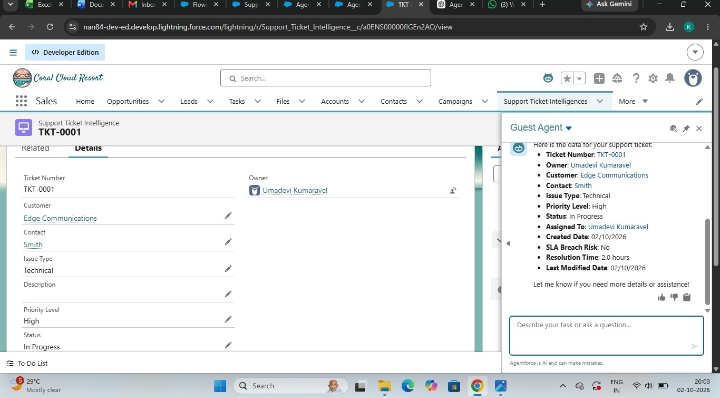 Excel
Docu
Inbo
Flow
Supp
Age
Age
TKT
Age
(3)
Ask Gemini
nan84-dev-ed.develop.lightning.force.com/lightning/r/Support_Ticket_Intelligence__c/a0ENS00000fIGEn2AO/view
K
Developer Edition
Coral Cloud Resort
Search...
Sales
Home
Opportunities
Leads
Tasks
Files
Accounts
Contacts
Campaigns
Support Ticket Intelligences
More
Support Ticket Intelligence
TKT-0001
Related
Details
Ticket Number
TKT-0001
Owner
Umadevi Kumaravel
Customer
Edge Communications
Contact
Smith
Issue Type
Technical
Description
Priority Level
High
Status
In Progress
Guest Agent
Here is the data for your support ticket:
Ticket Number: TKT-0001
Owner: Umadevi Kumaravel
Customer: Edge Communications
Contact: Smith
Issue Type: Technical
Priority Level: High
Status: In Progress
Assigned To: Umadevi Kumaravel
Created Date: 02/10/2026
SLA Breach Risk: No
Resolution Time: 2.0 hours
Last Modified Date: 02/10/2026
Let me know if you need more details or assistance!
Describe your task or ask a question...
Agentforce is AI and can make mistakes.
To Do List
5
29°C
Mostly clear
Search
ENG
IN
20:03
02-10-2026